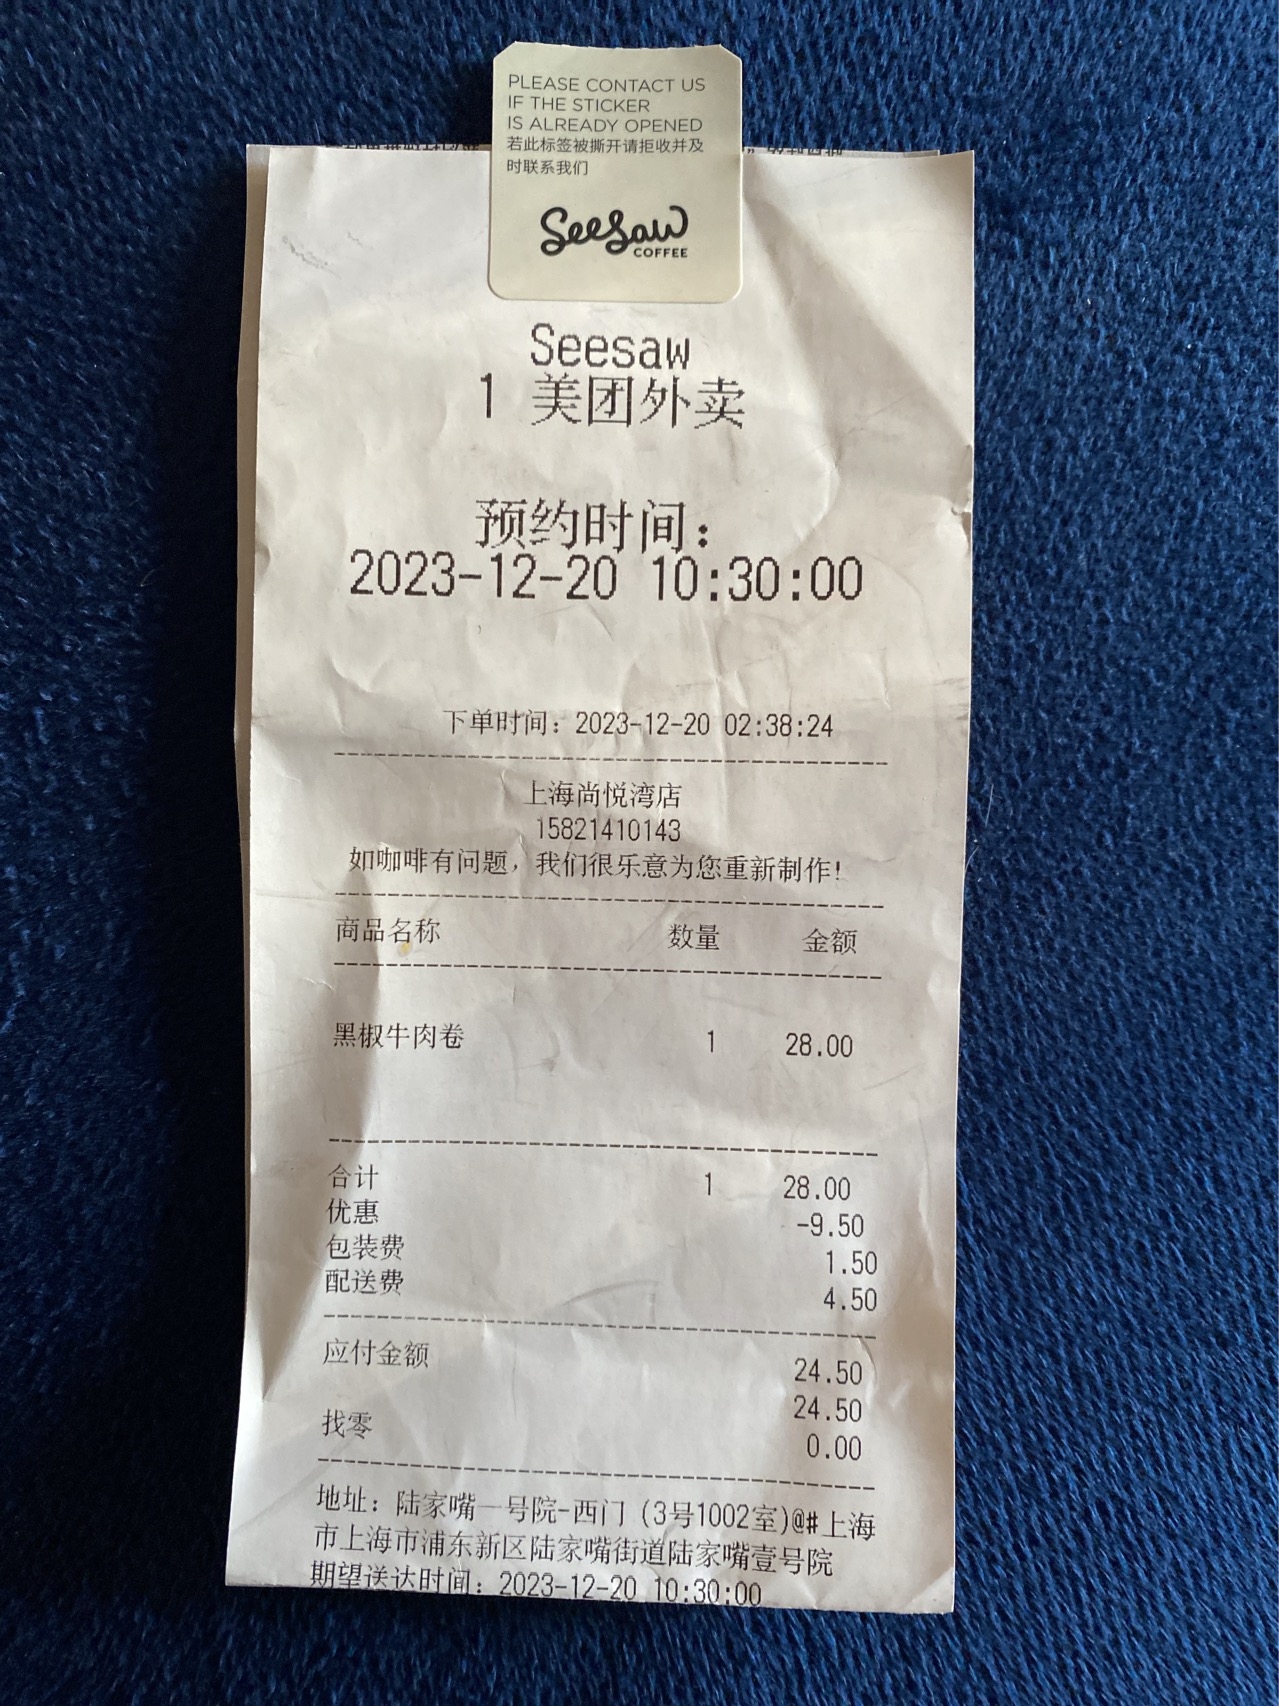 PLEASE CONTACT US
IF THE STICKER
IS ALREADY OPENED
若此标签被撕开请拒收并及
时联系我们
Seesaw
COFFEE
Seesaw
1 美团外卖
预约时间:
2023-12-20 10:30:00
下单时间: 2023-12-20 02:38:24
上海尚悦湾店
15821410143
如咖啡有问题，我们很乐意为您重新制作!
商品名称 数量 金额
黑椒牛肉卷 1 28.00
合计 1 28.00
优惠 -9.50
包装费 1.50
配送费 4.50
应付金额 24.50
24.50
找零 0.00
地址: 陆家嘴一号院-西门 (3号1002室)@#上海
市上海市浦东新区陆家嘴街道陆家嘴壹号院
期望送达时间: 2023-12-20 10:30:00